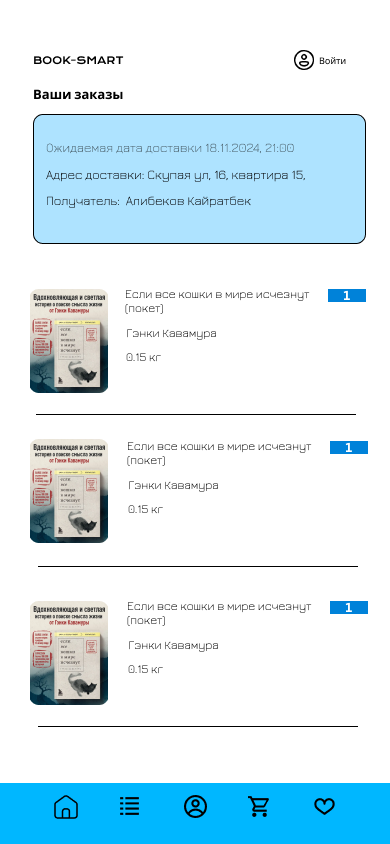 BOOK-SMART
Войти
Ваши заказы
Ожидаемая дата доставки 18.11.2024, 21:00
Адрес доставки: Скупая ул, 16, квартира 15,
Получатель: Алибеков Кайратбек
Вдохновляющая и светлая
история о поиске смысла жизни
от Гэнки Кавамуры
если
все
кошки
в мире
исчезнут
Если все кошки в мире исчезнут
(покет)
1
Гэнки Кавамура
0.15 кг
Вдохновляющая и светлая
история о поиске смысла жизни
от Гэнки Кавамуры
если
все
кошки
в мире
исчезнут
Если все кошки в мире исчезнут
(покет)
1
Гэнки Кавамура
0.15 кг
Вдохновляющая и светлая
история о поиске смысла жизни
от Гэнки Кавамуры
если
все
кошки
в мире
исчезнут
Если все кошки в мире исчезнут
(покет)
1
Гэнки Кавамура
0.15 кг